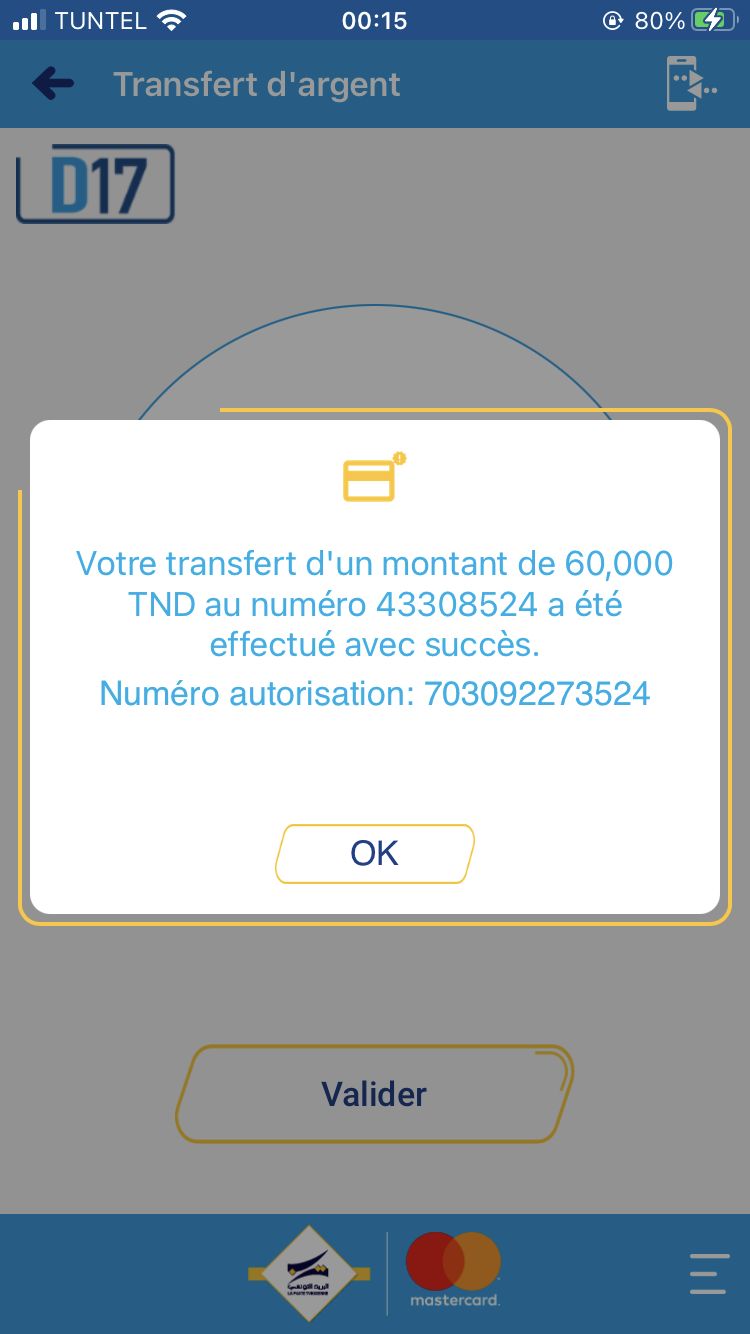 TUNTEL 00:15 80%
Transfert d'argent
D17
Votre transfert d'un montant de 60,000
TND au numéro 43308524 a été
effectué avec succès.
Numéro autorisation: 703092273524
OK
Valider
البريد التونسي
LA POSTE TUNISIENNE
mastercard.